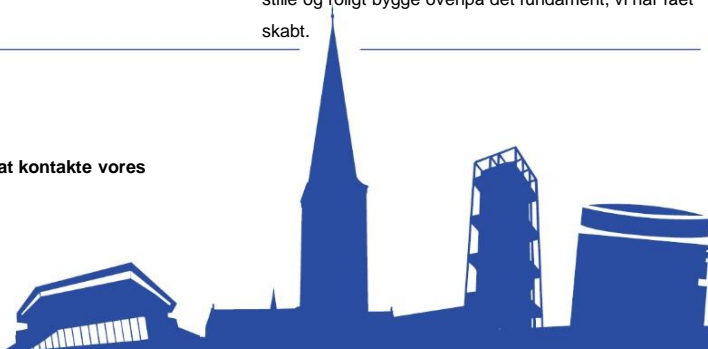 stille og roligt bygge ovenpå det fundament, vi har fået
skabt.
at kontakte vores